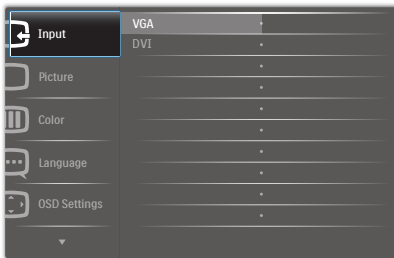 Input
VGA
DVI
Picture
Color
Language
OSD Settings